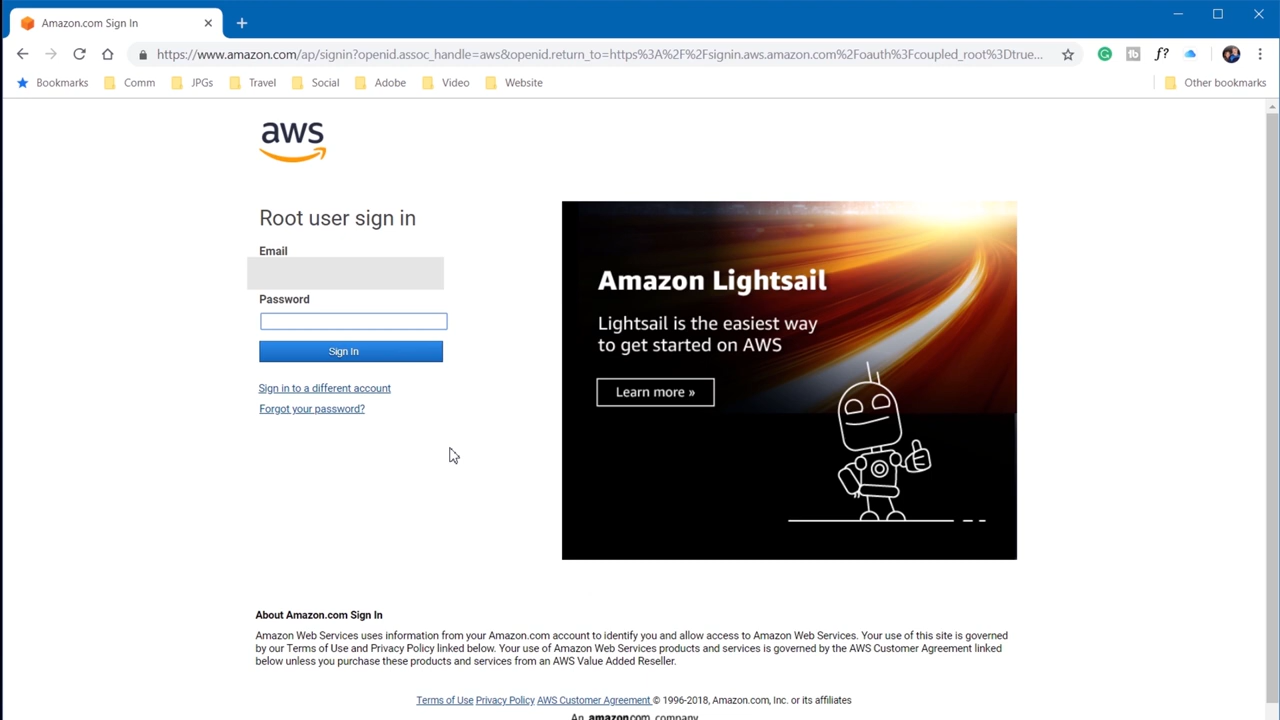 Amazon.com Sign In
https://www.amazon.com/ap/signin?openid.assoc_handle=aws&openid.return_to=https%3A%2F%2Fsignin.aws.amazon.com%2Foauth%3Fcoupled_root%3Dtrue...
f?
Bookmarks Comm JPGs Travel Social Adobe Video Website Other bookmarks
aws
Root user sign in
Email
Password
Sign In
Sign in to a different account
Forgot your password?
Amazon Lightsail
Lightsail is the easiest way
to get started on AWS
Learn more »
About Amazon.com Sign In
Amazon Web Services uses information from your Amazon.com account to identify you and allow access to Amazon Web Services. Your use of this site is governed
by our Terms of Use and Privacy Policy linked below. Your use of Amazon Web Services products and services is governed by the AWS Customer Agreement linked
below unless you purchase these products and services from an AWS Value Added Reseller.
Terms of Use Privacy Policy AWS Customer Agreement © 1996-2018, Amazon.com, Inc. or its affiliates
An amazon.com company